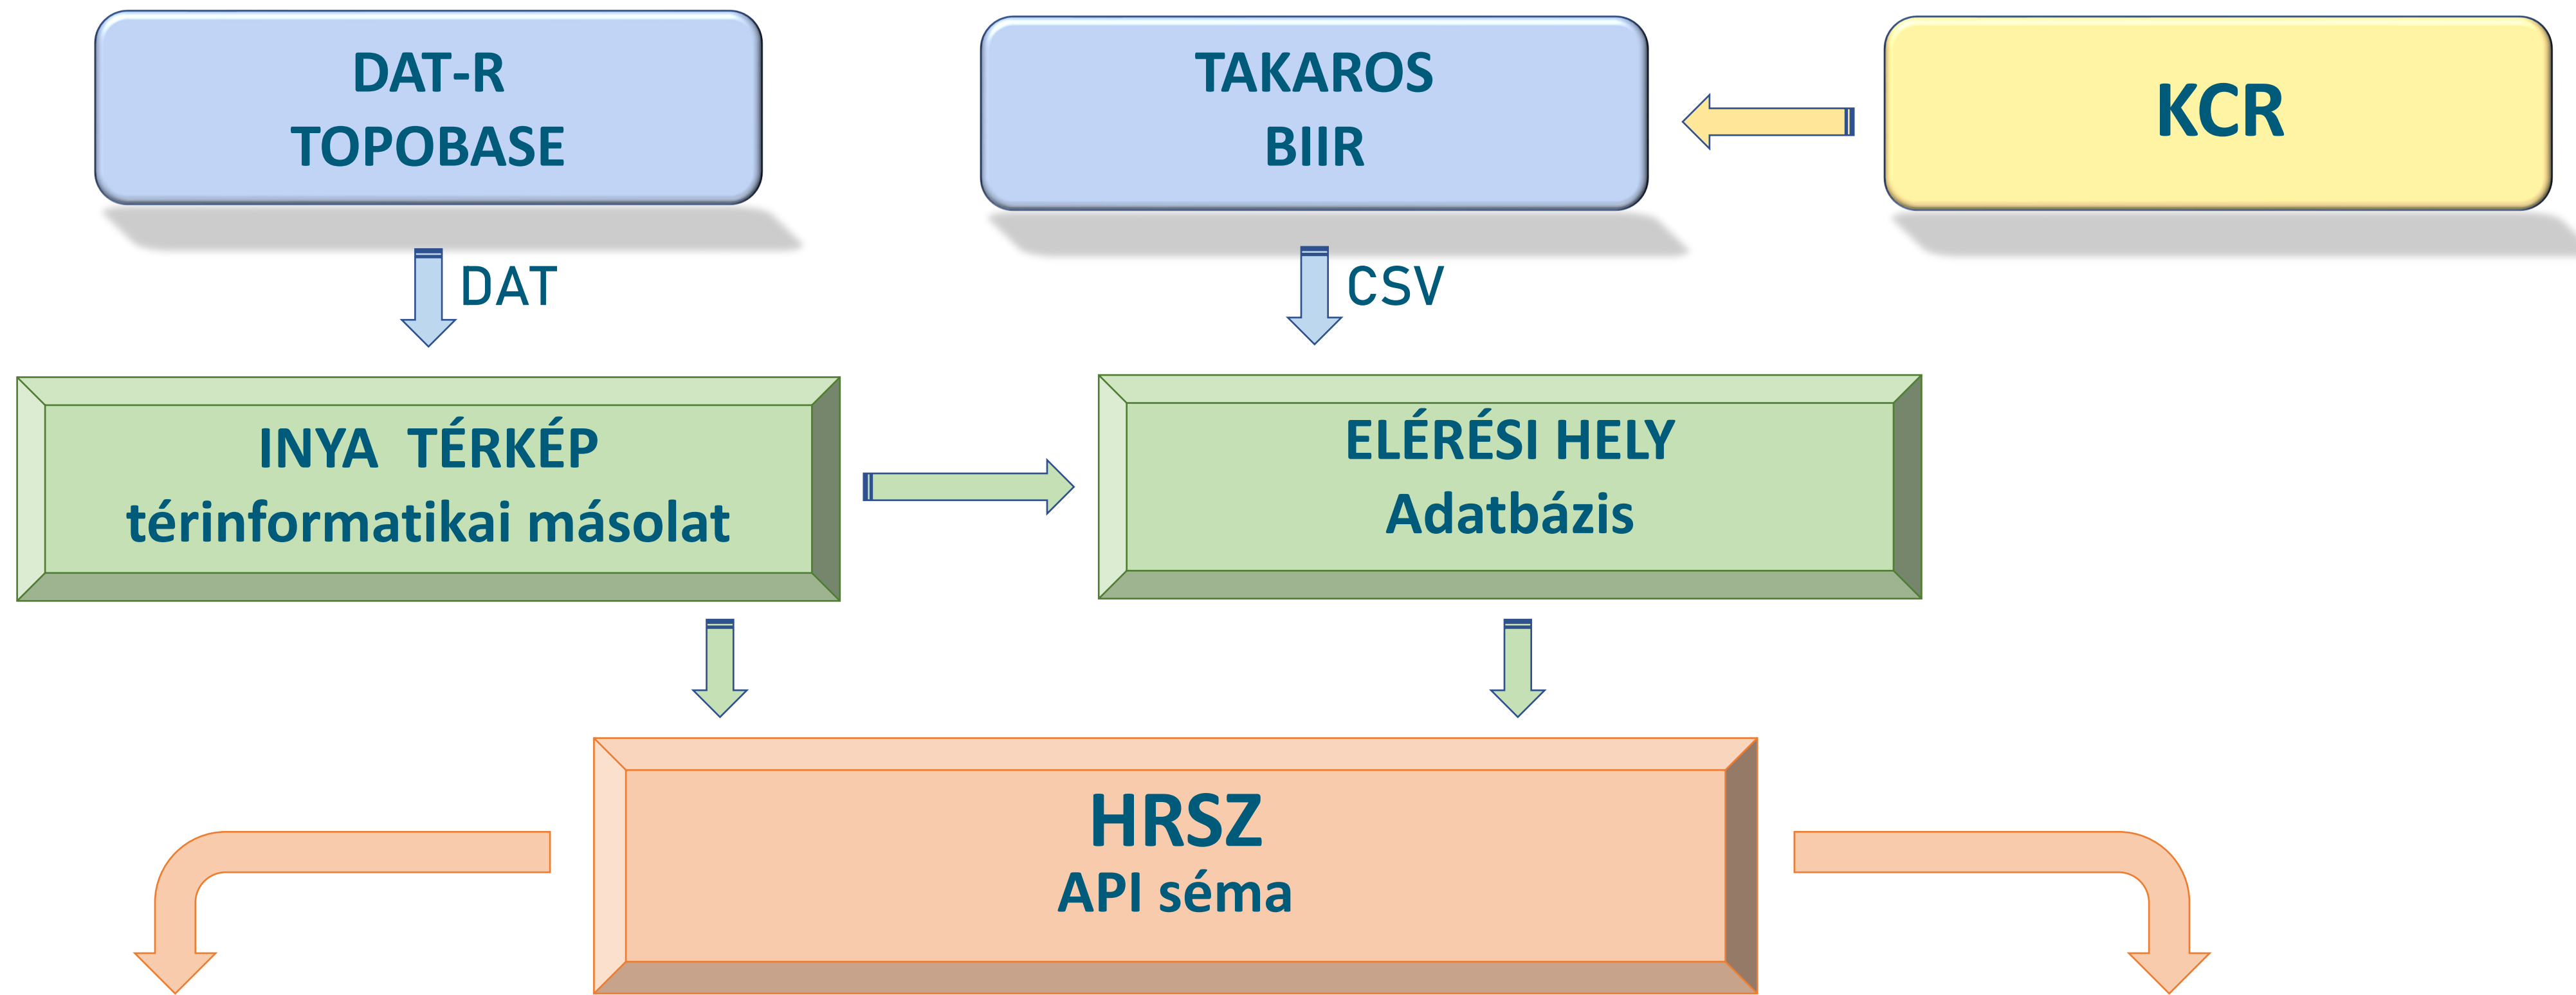 DAT-R
TOPOBASE
TAKAROS
BIIR
KCR
DAT
CSV
INYA TÉRKÉP
térinformatikai másolat
ELÉRÉSI HELY
Adatbázis
HRSZ
API séma